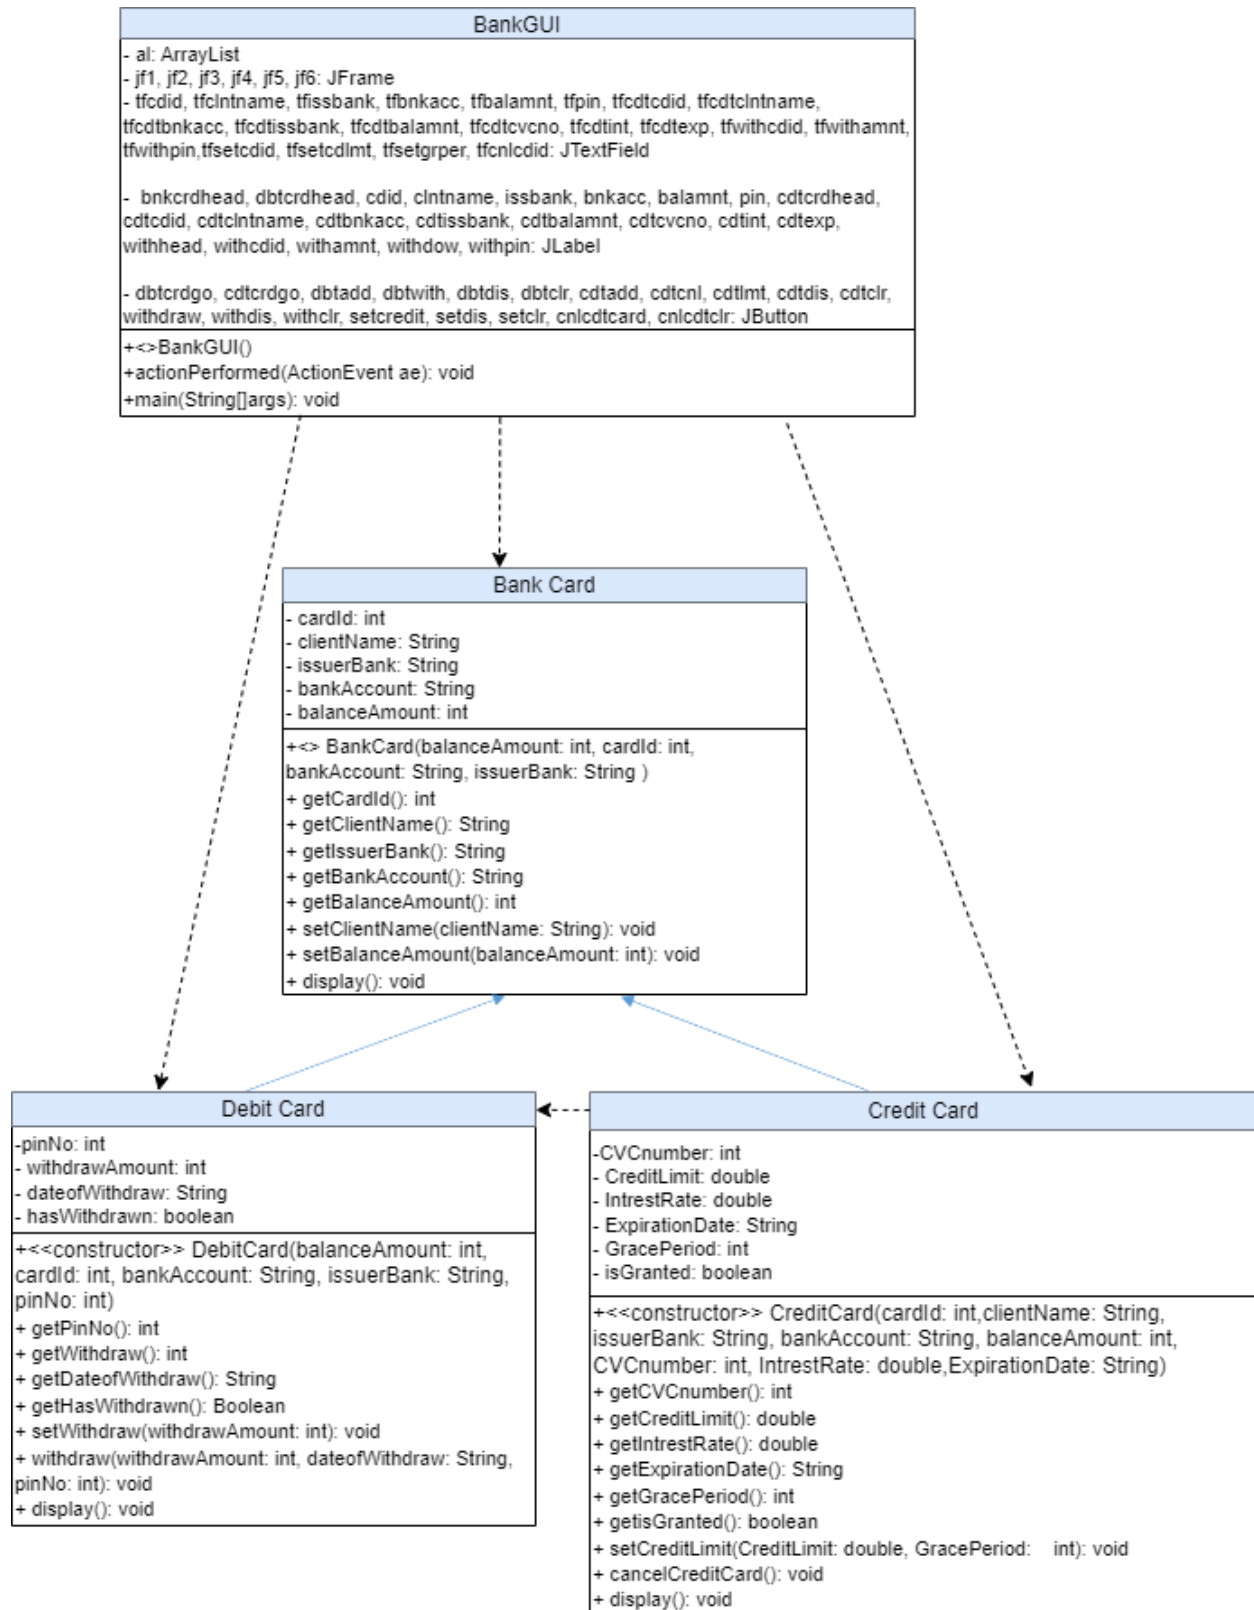 BankGUI
- al: ArrayList
- jf1, jf2, jf3, jf4, jf5, jf6: JFrame
- tfcdid, tfclntname, tfissbank, tfbnkacc, tfbalamnt, tfpin, tfcdtcdid, tfcdtclntname,
tfcdtbnkacc, tfcdtissbank, tfcdtbalamnt, tfcdtcvcno, tfcdtint, tfcdtexp, tfwithcdid, tfwithamnt,
tfwithpin,tfsetcdid, tfsetcdlmt, tfsetgrper, tfcnlcdid: JTextField
- bnkcrdhead, dbtcrdhead, cdid, clntname, issbank, bnkacc, balamnt, pin, cdtcrdhead,
cdtcdid, cdtclntname, cdtbnkacc, cdtissbank, cdtbalamnt, cdtcvcno, cdtint, cdtexp,
withhead, withcdid, withamnt, withdow, withpin: JLabel
- dbtcrdgo, cdtcrdgo, dbtadd, dbtwith, dbtdis, dbtclr, cdtadd, cdtcnl, cdtlmt, cdtdis, cdtclr,
withdraw, withdis, withclr, setcredit, setdis, setclr, cnlcdtcard, cnlcdtclr: JButton
+<>BankGUI()
+actionPerformed(ActionEvent ae): void
+main(String[]args): void
Bank Card
- cardId: int
- clientName: String
- issuerBank: String
- bankAccount: String
- balanceAmount: int
+<> BankCard(balanceAmount: int, cardId: int,
bankAccount: String, issuerBank: String )
+ getCardId(): int
+ getClientName(): String
+ getIssuerBank(): String
+ getBankAccount(): String
+ getBalanceAmount(): int
+ setClientName(clientName: String): void
+ setBalanceAmount(balanceAmount: int): void
+ display(): void
Debit Card
-pinNo: int
- withdrawAmount: int
- dateofWithdraw: String
- hasWithdrawn: boolean
+<<constructor>> DebitCard(balanceAmount: int,
cardId: int, bankAccount: String, issuerBank: String,
pinNo: int)
+ getPinNo(): int
+ getWithdraw(): int
+ getDateofWithdraw(): String
+ getHasWithdrawn(): Boolean
+ setWithdraw(withdrawAmount: int): void
+ withdraw(withdrawAmount: int, dateofWithdraw: String,
pinNo: int): void
+ display(): void
Credit Card
-CVCnumber: int
- CreditLimit: double
- IntrestRate: double
- ExpirationDate: String
- GracePeriod: int
- isGranted: boolean
+<<constructor>> CreditCard(cardId: int,clientName: String,
issuerBank: String, bankAccount: String, balanceAmount: int,
CVCnumber: int, IntrestRate: double,ExpirationDate: String)
+ getCVCnumber(): int
+ getCreditLimit(): double
+ getIntrestRate(): double
+ getExpirationDate(): String
+ getGracePeriod(): int
+ getisGranted(): boolean
+ setCreditLimit(CreditLimit: double, GracePeriod: int): void
+ cancelCreditCard(): void
+ display(): void